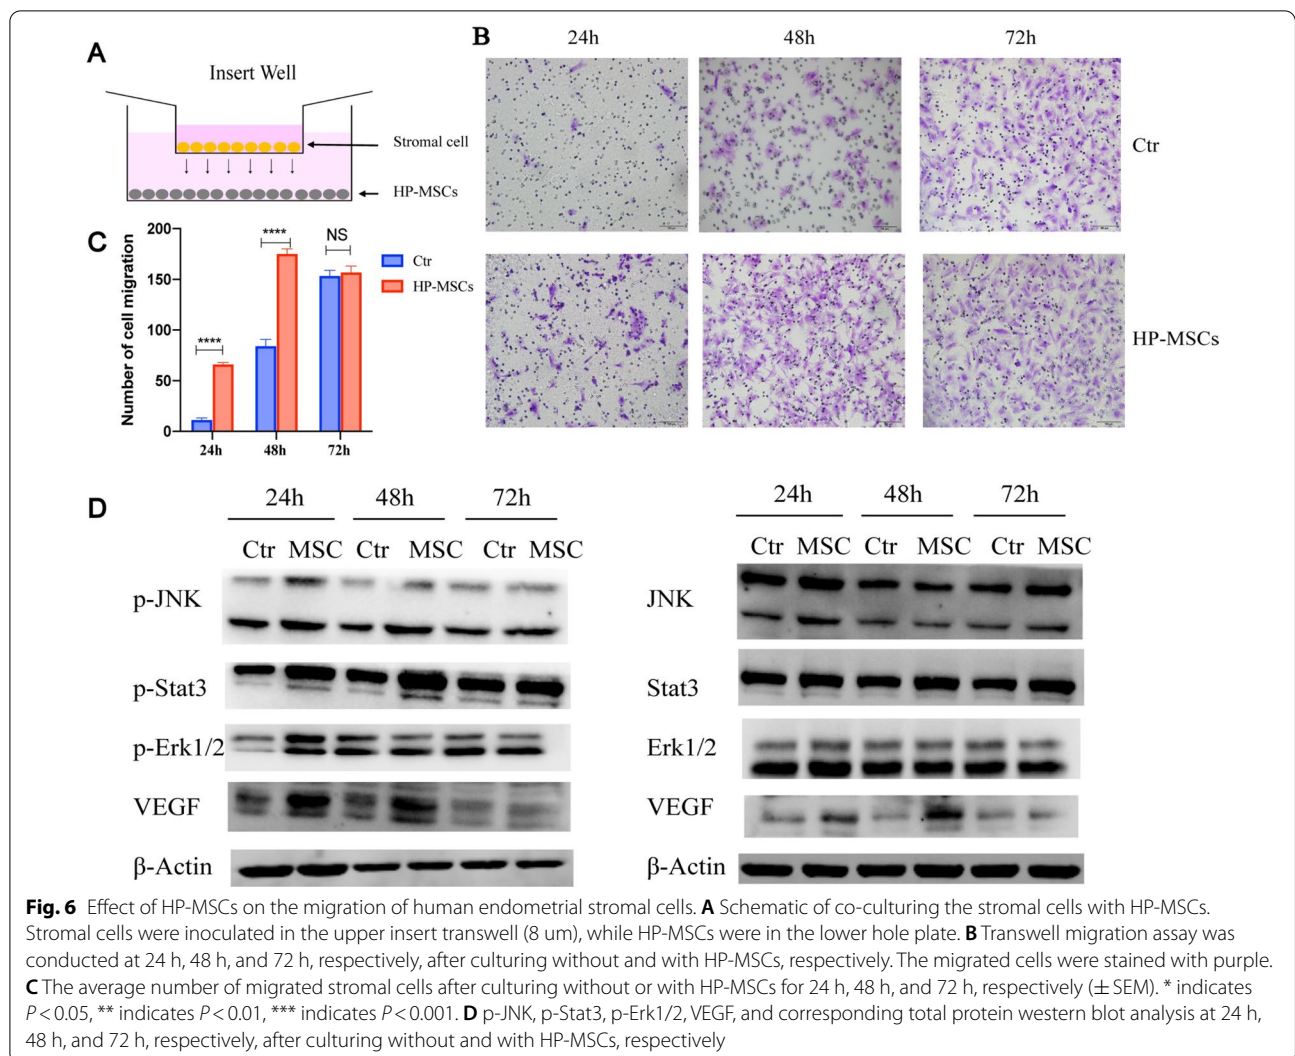 A
Insert Well
Stromal cell
HP-MSCs
B
24h 48h 72h
Ctr
HP-MSCs
C
Number of cell migration
200
150
100
50
0
**** **** NS
24h 48h 72h
Ctr
HP-MSCs
D
24h 48h 72h
Ctr MSC Ctr MSC Ctr MSC
p-JNK
p-Stat3
p-Erk1/2
VEGF
β-Actin
24h 48h 72h
Ctr MSC Ctr MSC Ctr MSC
JNK
Stat3
Erk1/2
VEGF
β-Actin
Fig. 6 Effect of HP-MSCs on the migration of human endometrial stromal cells. A Schematic of co-culturing the stromal cells with HP-MSCs.
Stromal cells were inoculated in the upper insert transwell (8 um), while HP-MSCs were in the lower hole plate. B Transwell migration assay was
conducted at 24 h, 48 h, and 72 h, respectively, after culturing without and with HP-MSCs, respectively. The migrated cells were stained with purple.
C The average number of migrated stromal cells after culturing without or with HP-MSCs for 24 h, 48 h, and 72 h, respectively (± SEM). * indicates
P < 0.05, ** indicates P < 0.01, *** indicates P < 0.001. D p-JNK, p-Stat3, p-Erk1/2, VEGF, and corresponding total protein western blot analysis at 24 h,
48 h, and 72 h, respectively, after culturing without and with HP-MSCs, respectively